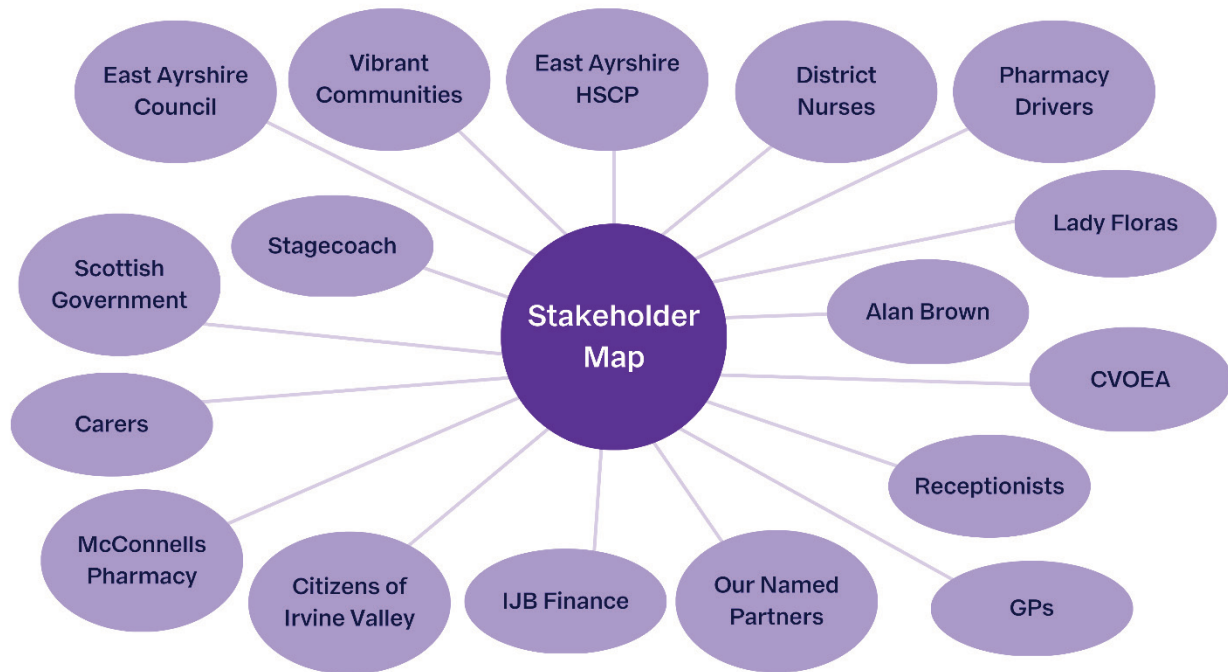 East Ayrshire
Council
Vibrant
Communities
East Ayrshire
HSCP
District
Nurses
Pharmacy
Drivers
Lady Floras
Stagecoach
Scottish
Government
Alan Brown
Stakeholder
Map
CVOEA
Carers
Receptionists
McConnells
Pharmacy
Citizens of
Irvine Valley
IJB Finance
Our Named
Partners
GPs